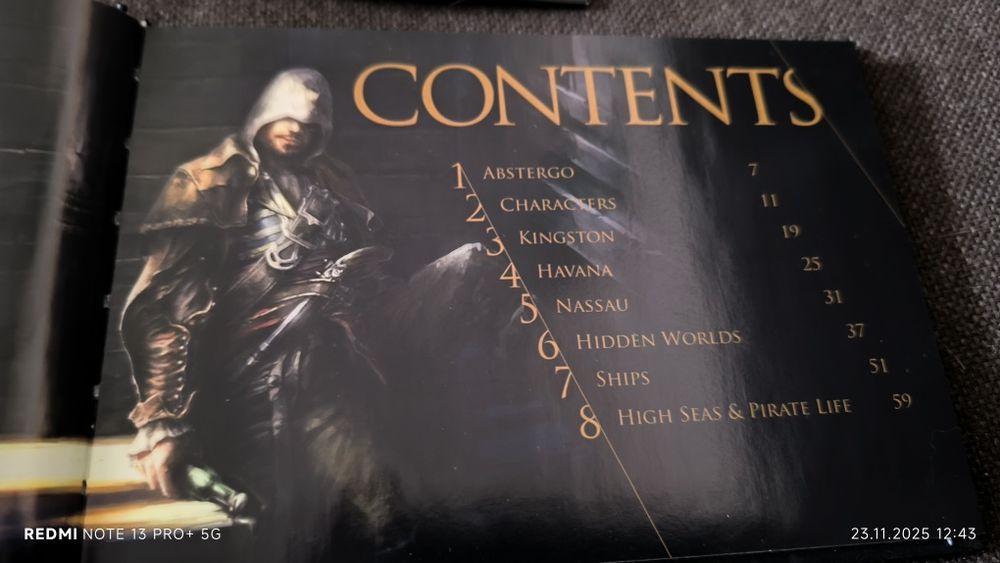 CONTENTS
1 ABSTERGO 7
2 CHARACTERS 11
3 KINGSTON 19
4 HAVANA 25
5 NASSAU 31
6 HIDDEN WORLDS 37
7 SHIPS 51
8 HIGH SEAS & PIRATE LIFE 59
REDMI NOTE 13 PRO+ 5G 23.11.2025 12:43